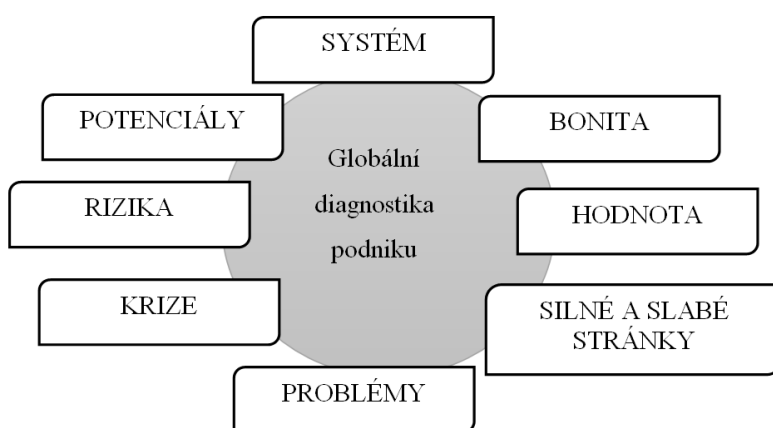 SYSTÉM
POTENCIÁLY
BONITA
Globální
diagnostika
podniku
RIZIKA
HODNOTA
KRIZE
SILNÉ A SLABÉ
STRÁNKY
PROBLÉMY